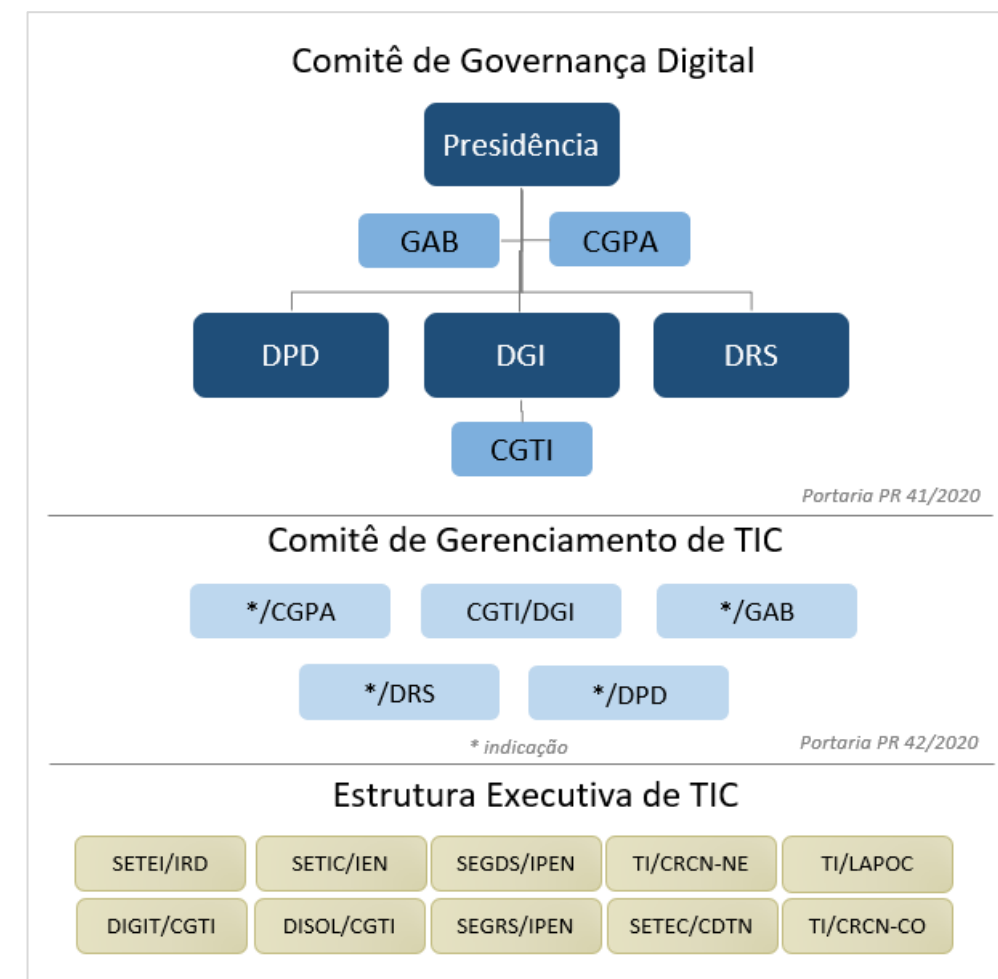 Comitê de Governança Digital
Presidência
GAB CGPA
DPD DGI DRS
CGTI
Portaria PR 41/2020
Comitê de Gerenciamento de TIC
*/CGPA CGTI/DGI */GAB
*/DRS */DPD
* indicação Portaria PR 42/2020
Estrutura Executiva de TIC
SETEI/IRD SETIC/IEN SEGDS/IPEN TI/CRCN-NE TI/LAPOC
DIGIT/CGTI DISOL/CGTI SEGRS/IPEN SETEC/CDTN TI/CRCN-CO